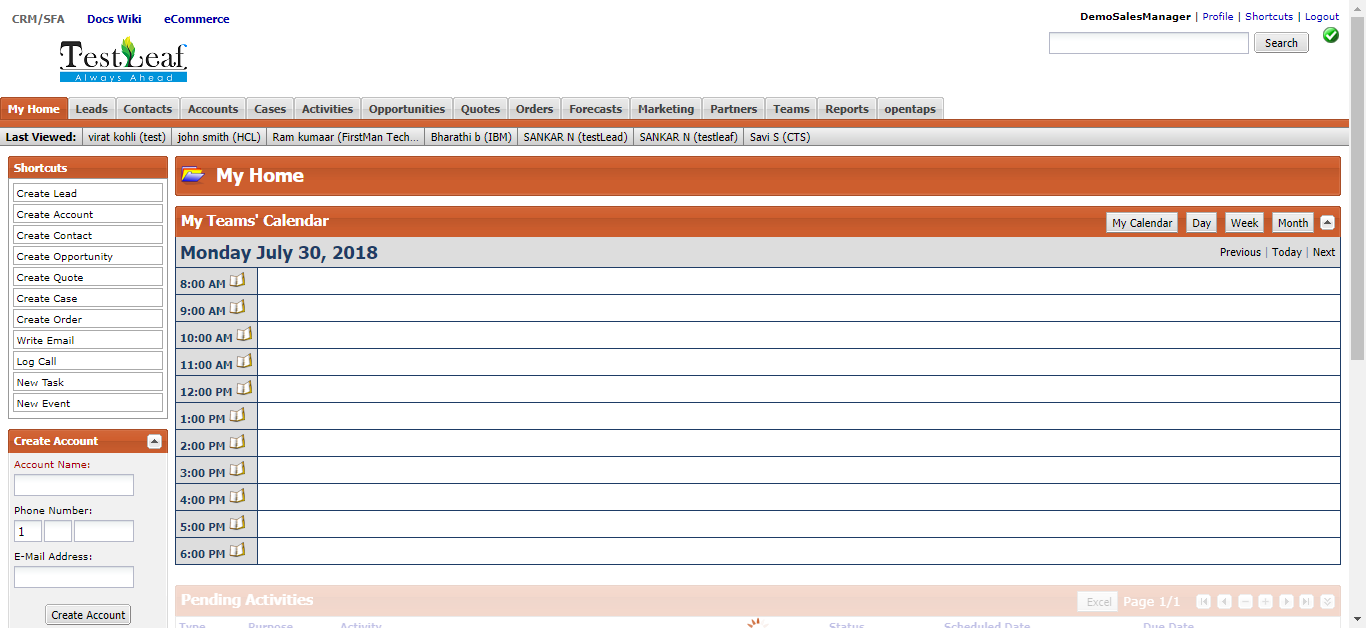 CRM/SFA Docs Wiki eCommerce
DemoSalesManager | Profile | Shortcuts | Logout
Search
TestLeaf
Always Ahead
My Home Leads Contacts Accounts Cases Activities Opportunities Quotes Orders Forecasts Marketing Partners Teams Reports opentaps
Last Viewed: virat kohli (test) john smith (HCL) Ram kumaar (FirstMan Tech... Bharathi b (IBM) SANKAR N (testLead) SANKAR N (testleaf) Savi S (CTS)
Shortcuts
Create Lead
Create Account
Create Contact
Create Opportunity
Create Quote
Create Case
Create Order
Write Email
Log Call
New Task
New Event
Create Account
Account Name:
Phone Number:
1
E-Mail Address:
Create Account
My Home
My Teams' Calendar My Calendar Day Week Month
Monday July 30, 2018 Previous | Today | Next
8:00 AM
9:00 AM
10:00 AM
11:00 AM
12:00 PM
1:00 PM
2:00 PM
3:00 PM
4:00 PM
5:00 PM
6:00 PM
Pending Activities Excel Page 1/1
Type Purpose Activity Status Scheduled Date Due Date